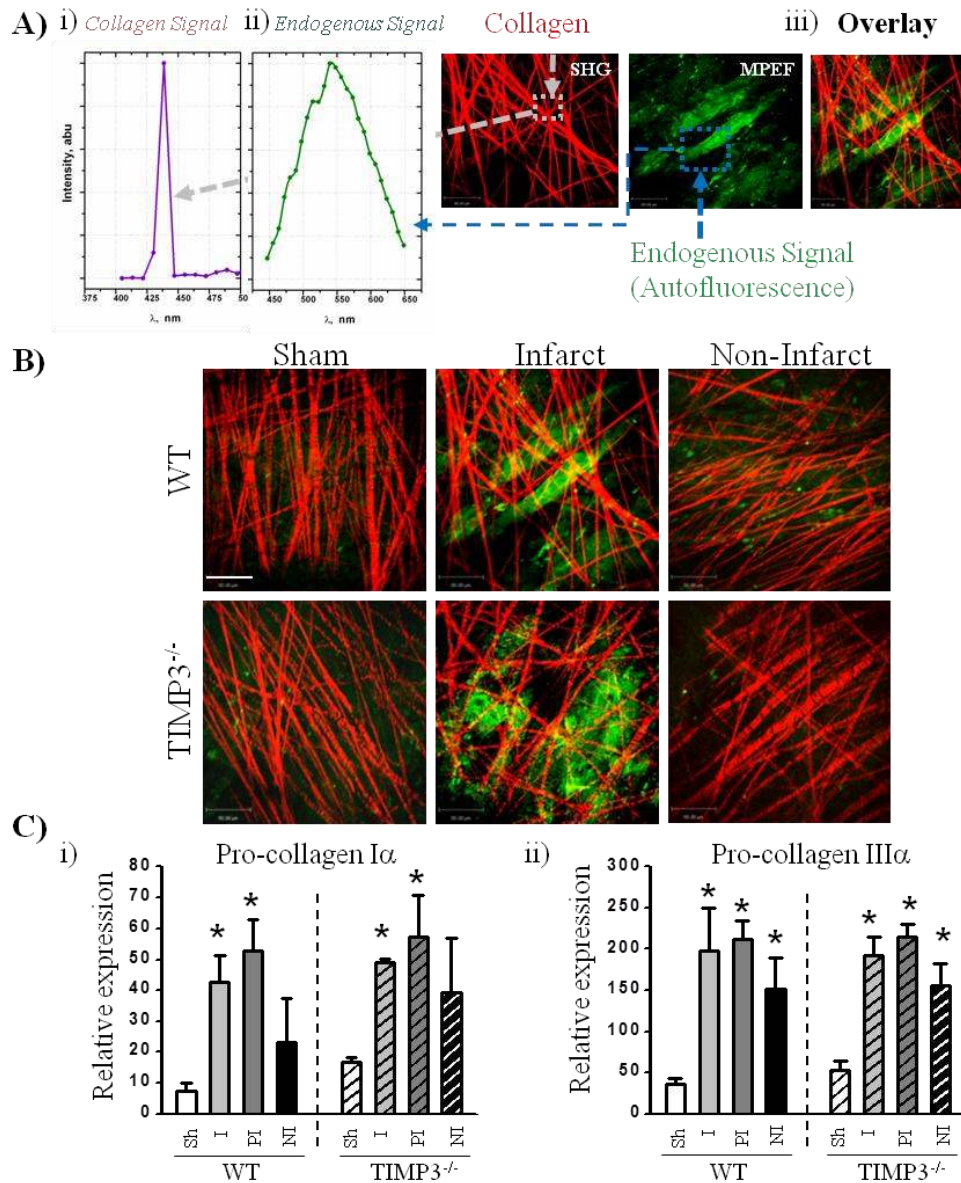 A) i) Collagen Signal ii) Endogenous Signal Collagen iii) Overlay
SHG MPEF
Intensity, abu
375 425 450 475 50
λ, nm
450 500 550 600 650
λ, nm
Endogenous Signal
(Autofluorescence)
B) Sham Infarct Non-Infarct
WT
TIMP3-/-
C)
i) Pro-collagen Iα
Relative expression
80
70
60
50
40
30
20
10
0
* * * *
Sh I PI NI Sh I PI NI
WT TIMP3-/-
ii) Pro-collagen IIIα
Relative expression
300
250
200
150
100
50
0
* * * * * *
Sh I PI NI Sh I PI NI
WT TIMP3-/-